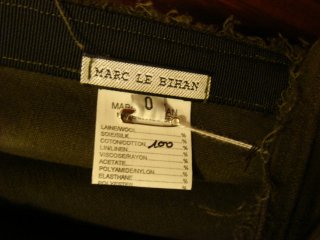 MARC LE BIHAN
0
LAINE/WOOL %
SOIE/SILK %
COTON/COTTON 100 %
LIN/LINEN %
VISCOSE/RAYON %
ACETATE %
POLYAMIDE/NYLON %
ELASTHANE %
POLYESTER %